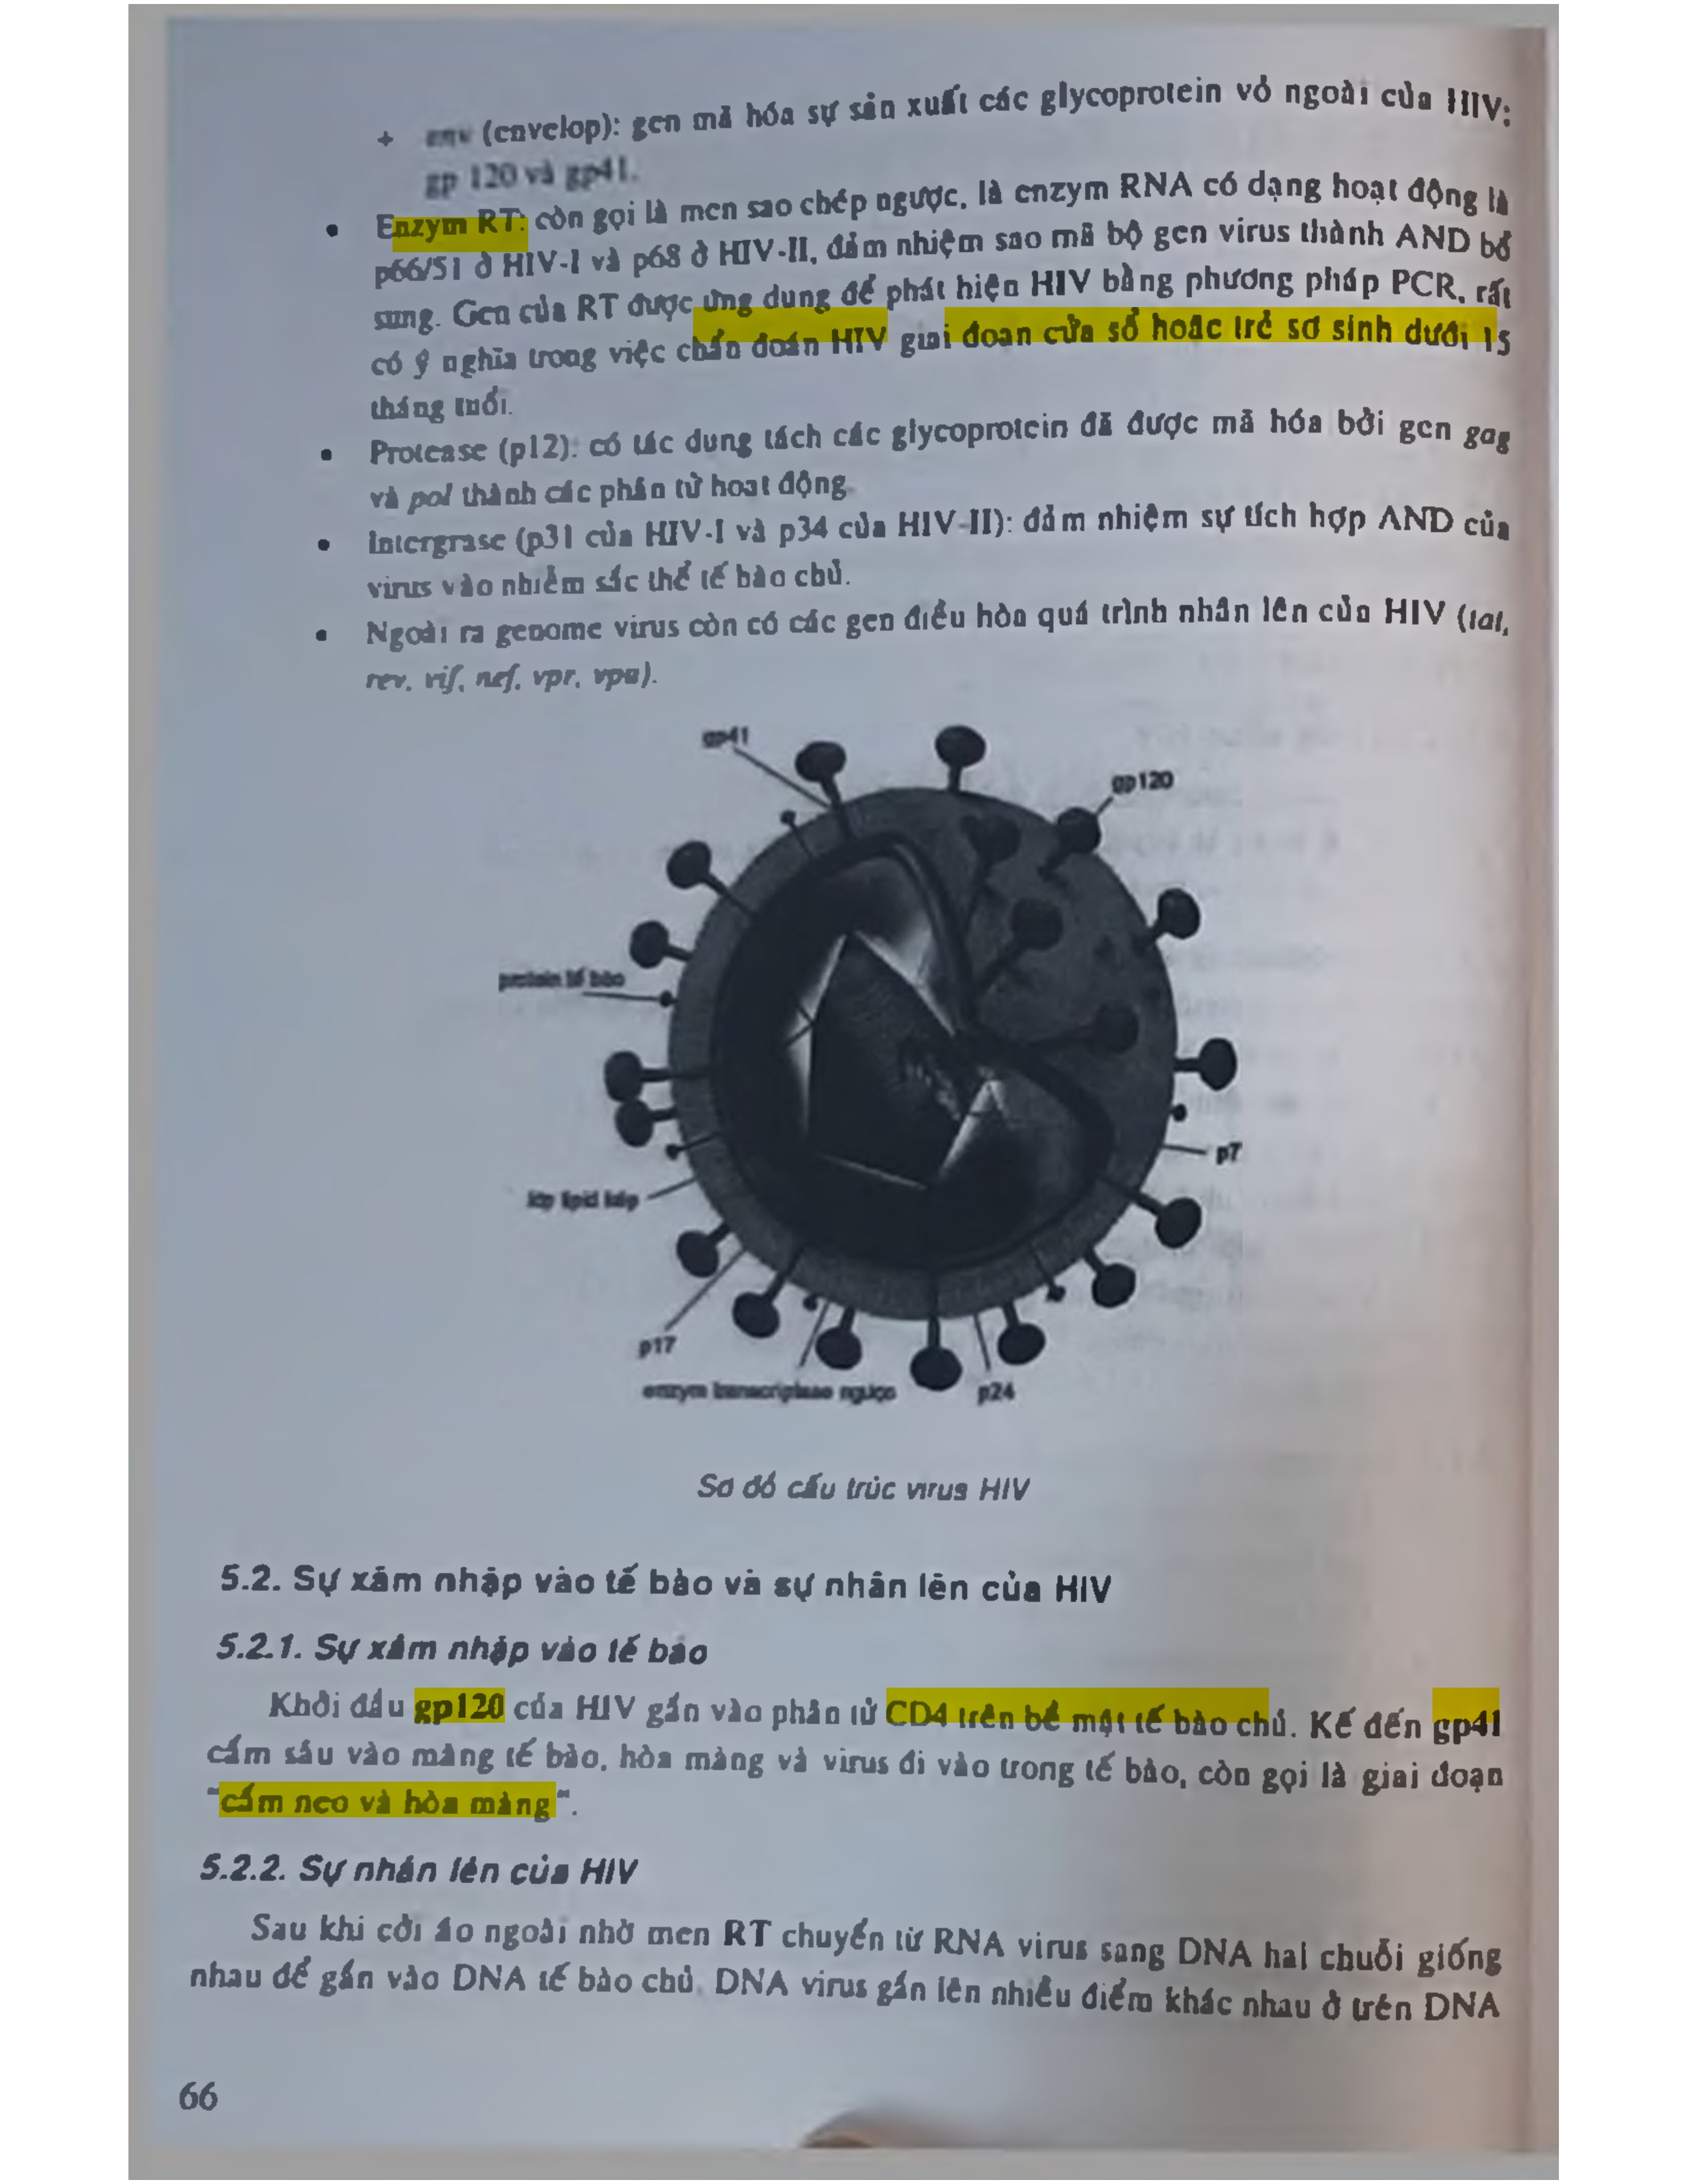 + env (envelop): gen mã hóa sự sản xuất các glycoprotein vỏ ngoài của HIV:
gp 120 và gp41.
• Enzym RT: còn gọi là men sao chép ngược, là enzym RNA có dạng hoạt động là
p66/51 ở HIV-I và p68 ở HIV-II, đảm nhiệm sao mã bộ gen virus thành AND bổ
sung. Gen của RT được ứng dung để phát hiện HIV bằng phương pháp PCR, rất
có ý nghĩa trong việc chẩn đoán HIV giai đoạn cửa sổ hoặc trẻ sơ sinh dưới 15
tháng tuổi.
• Protease (p12): có tác dung tách các glycoprotein đã được mã hóa bởi gen gag
và pol thành các phân tử hoạt động.
• Intergrase (p31 của HIV-I và p34 của HIV-II): đảm nhiệm sự tích hợp AND của
virus vào nhiễm sắc thể tế bào chủ.
• Ngoài ra genome virus còn có các gen điều hòa quá trình nhân lên của HIV (tat,
rev, vif, nef, vpr, vpu).
gp41
gp120
protein tế bào
p7
lớp lipid kép
p17
enzym transcriptase ngược
p24
Sơ đồ cấu trúc virus HIV
5.2. Sự xâm nhập vào tế bào và sự nhân lên của HIV
5.2.1. Sự xâm nhập vào tế bào
Khởi đầu gp120 của HIV gắn vào phân tử CD4 trên bề mặt tế bào chủ. Kế đến gp41
cắm sâu vào màng tế bào, hòa màng và virus đi vào trong tế bào, còn gọi là giai đoạn
"cắm neo và hòa màng".
5.2.2. Sự nhân lên của HIV
Sau khi cởi áo ngoài nhờ men RT chuyển từ RNA virus sang DNA hai chuỗi giống
nhau để gắn vào DNA tế bào chủ. DNA virus gắn lên nhiều điểm khác nhau ở trên DNA
66